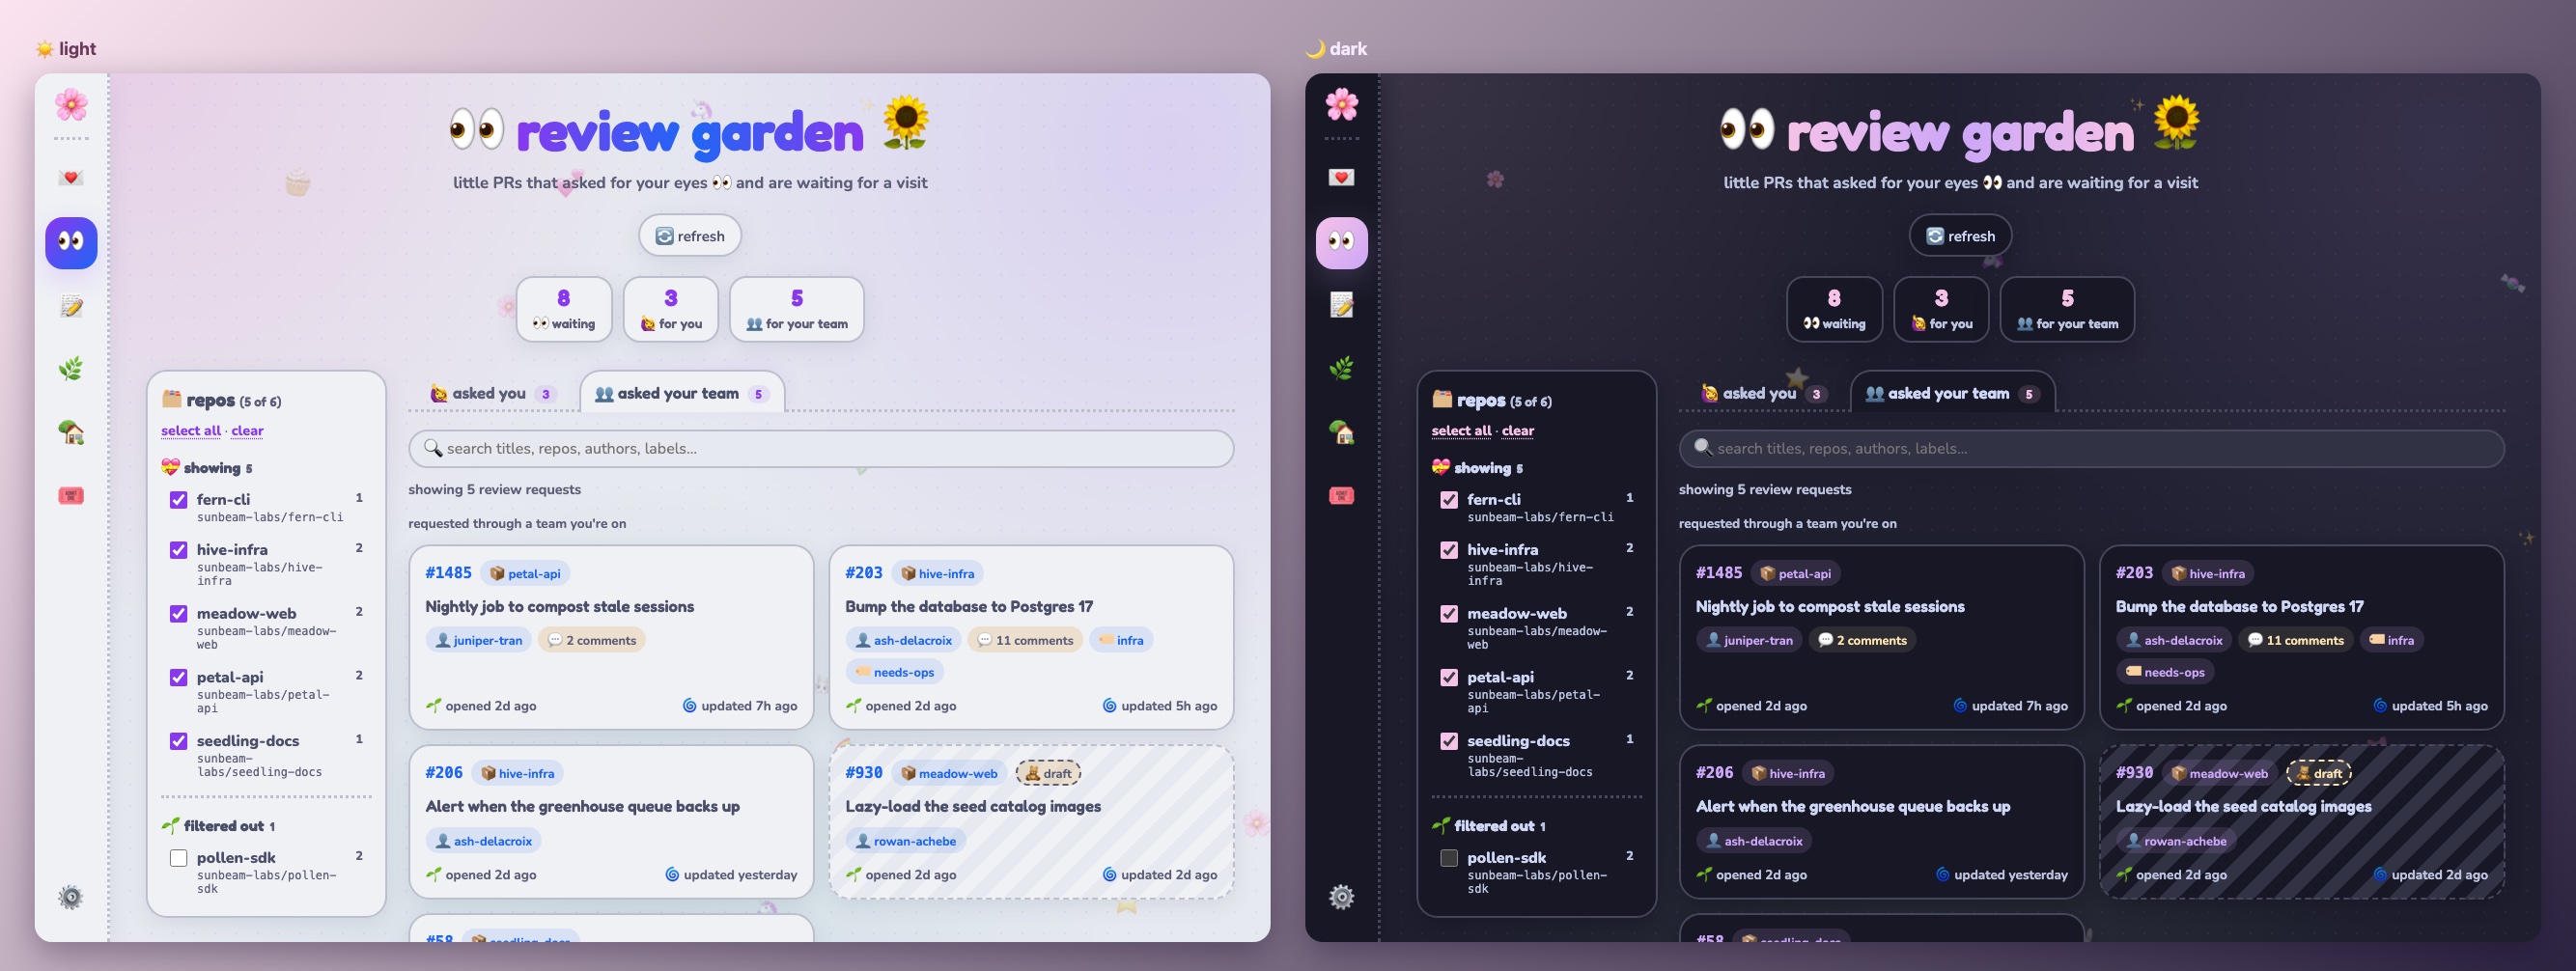 light
review garden
little PRs that asked for your eyes 👀 and are waiting for a visit
refresh
8
waiting
3
for you
5
for your team
repos (5 of 6)
select all · clear
showing 5
fern-cli 1
sunbeam-labs/fern-cli
hive-infra 2
sunbeam-labs/hive-
infra
meadow-web 2
sunbeam-labs/meadow-
web
petal-api 2
sunbeam-labs/petal-
api
seedling-docs 1
sunbeam-
labs/seedling-docs
filtered out 1
pollen-sdk 2
sunbeam-labs/pollen-
sdk
asked you 3
asked your team 5
search titles, repos, authors, labels...
showing 5 review requests
requested through a team you're on
#1485 petal-api
Nightly job to compost stale sessions
juniper-tran 2 comments
opened 2d ago updated 7h ago
#203 hive-infra
Bump the database to Postgres 17
ash-delacroix 11 comments infra
needs-ops
opened 2d ago updated 5h ago
#206 hive-infra
Alert when the greenhouse queue backs up
ash-delacroix
opened 2d ago updated yesterday
#930 meadow-web draft
Lazy-load the seed catalog images
rowan-achebe
opened 2d ago updated 2d ago
#58 seedling-docs
dark
review garden
little PRs that asked for your eyes 👀 and are waiting for a visit
refresh
8
waiting
3
for you
5
for your team
repos (5 of 6)
select all · clear
showing 5
fern-cli 1
sunbeam-labs/fern-cli
hive-infra 2
sunbeam-labs/hive-
infra
meadow-web 2
sunbeam-labs/meadow-
web
petal-api 2
sunbeam-labs/petal-
api
seedling-docs 1
sunbeam-
labs/seedling-docs
filtered out 1
pollen-sdk 2
sunbeam-labs/pollen-
sdk
asked you 3
asked your team 5
search titles, repos, authors, labels...
showing 5 review requests
requested through a team you're on
#1485 petal-api
Nightly job to compost stale sessions
juniper-tran 2 comments
opened 2d ago updated 7h ago
#203 hive-infra
Bump the database to Postgres 17
ash-delacroix 11 comments infra
needs-ops
opened 2d ago updated 5h ago
#206 hive-infra
Alert when the greenhouse queue backs up
ash-delacroix
opened 2d ago updated yesterday
#930 meadow-web draft
Lazy-load the seed catalog images
rowan-achebe
opened 2d ago updated 2d ago
#58 seedling-docs